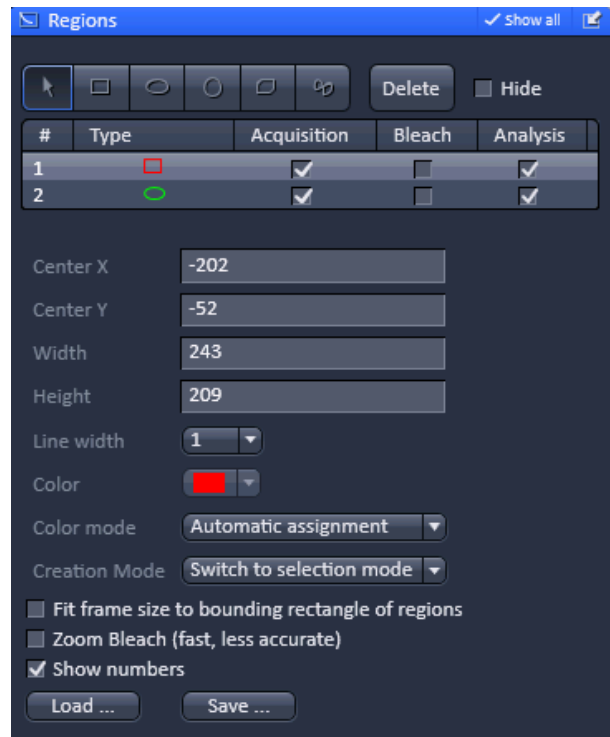 Regions Show all
Delete Hide
# Type Acquisition Bleach Analysis
1
2
Center X -202
Center Y -52
Width 243
Height 209
Line width 1
Color
Color mode Automatic assignment
Creation Mode Switch to selection mode
Fit frame size to bounding rectangle of regions
Zoom Bleach (fast, less accurate)
Show numbers
Load ... Save ...